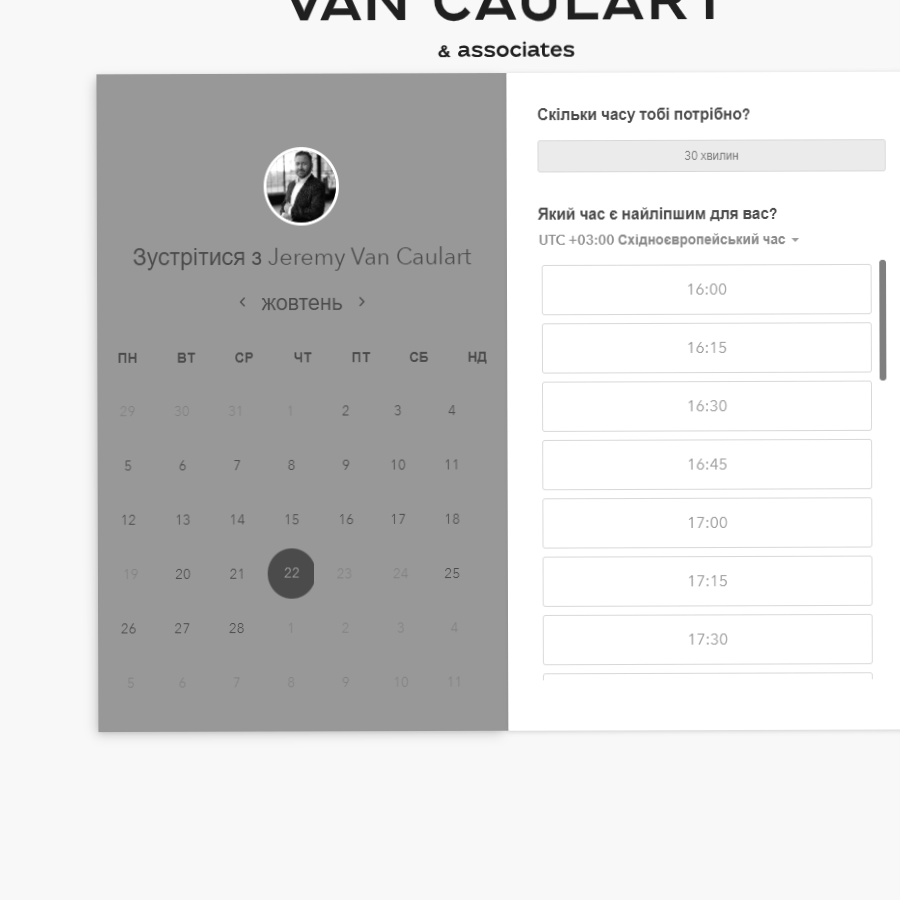 VAN CAULART
& associates
Зустрітися з Jeremy Van Caulart
жовтень
ПН ВТ СР ЧТ ПТ СБ НД
29 30 31 1 2 3 4
5 6 7 8 9 10 11
12 13 14 15 16 17 18
19 20 21 22 23 24 25
26 27 28 1 2 3 4
5 6 7 8 9 10 11
Скільки часу тобі потрібно?
30 хвилин
Який час є найліпшим для вас?
UTC +03:00 Східноєвропейський час
16:00
16:15
16:30
16:45
17:00
17:15
17:30